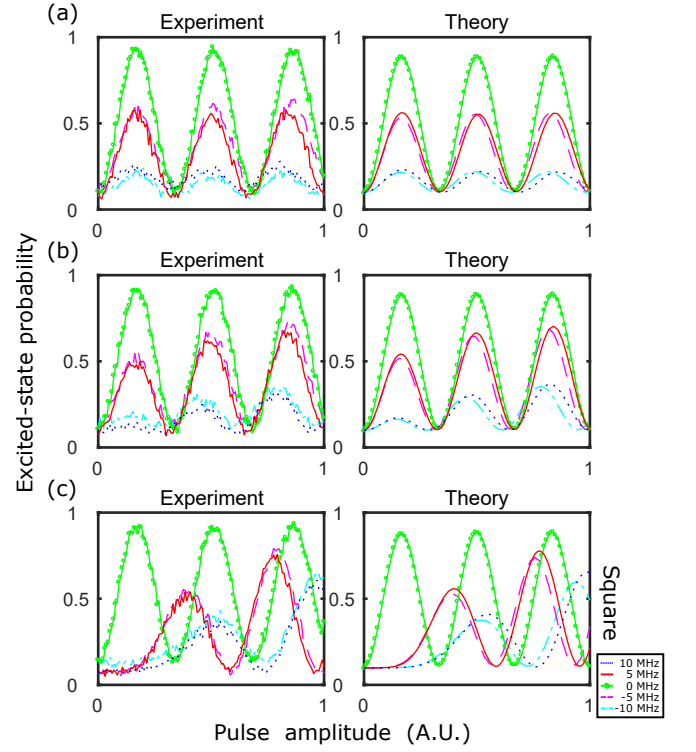 (a)
Experiment
Theory
1
0.5
0
0
1
1
0.5
0
0
1
(b)
Experiment
Theory
1
0.5
0
0
1
1
0.5
0
0
1
(c)
Experiment
Theory
1
0.5
0
0
1
1
0.5
0
0
1
Excited-state probability
Pulse amplitude (A.U.)
Square
10 MHz
5 MHz
0 MHz
-5 MHz
-10 MHz